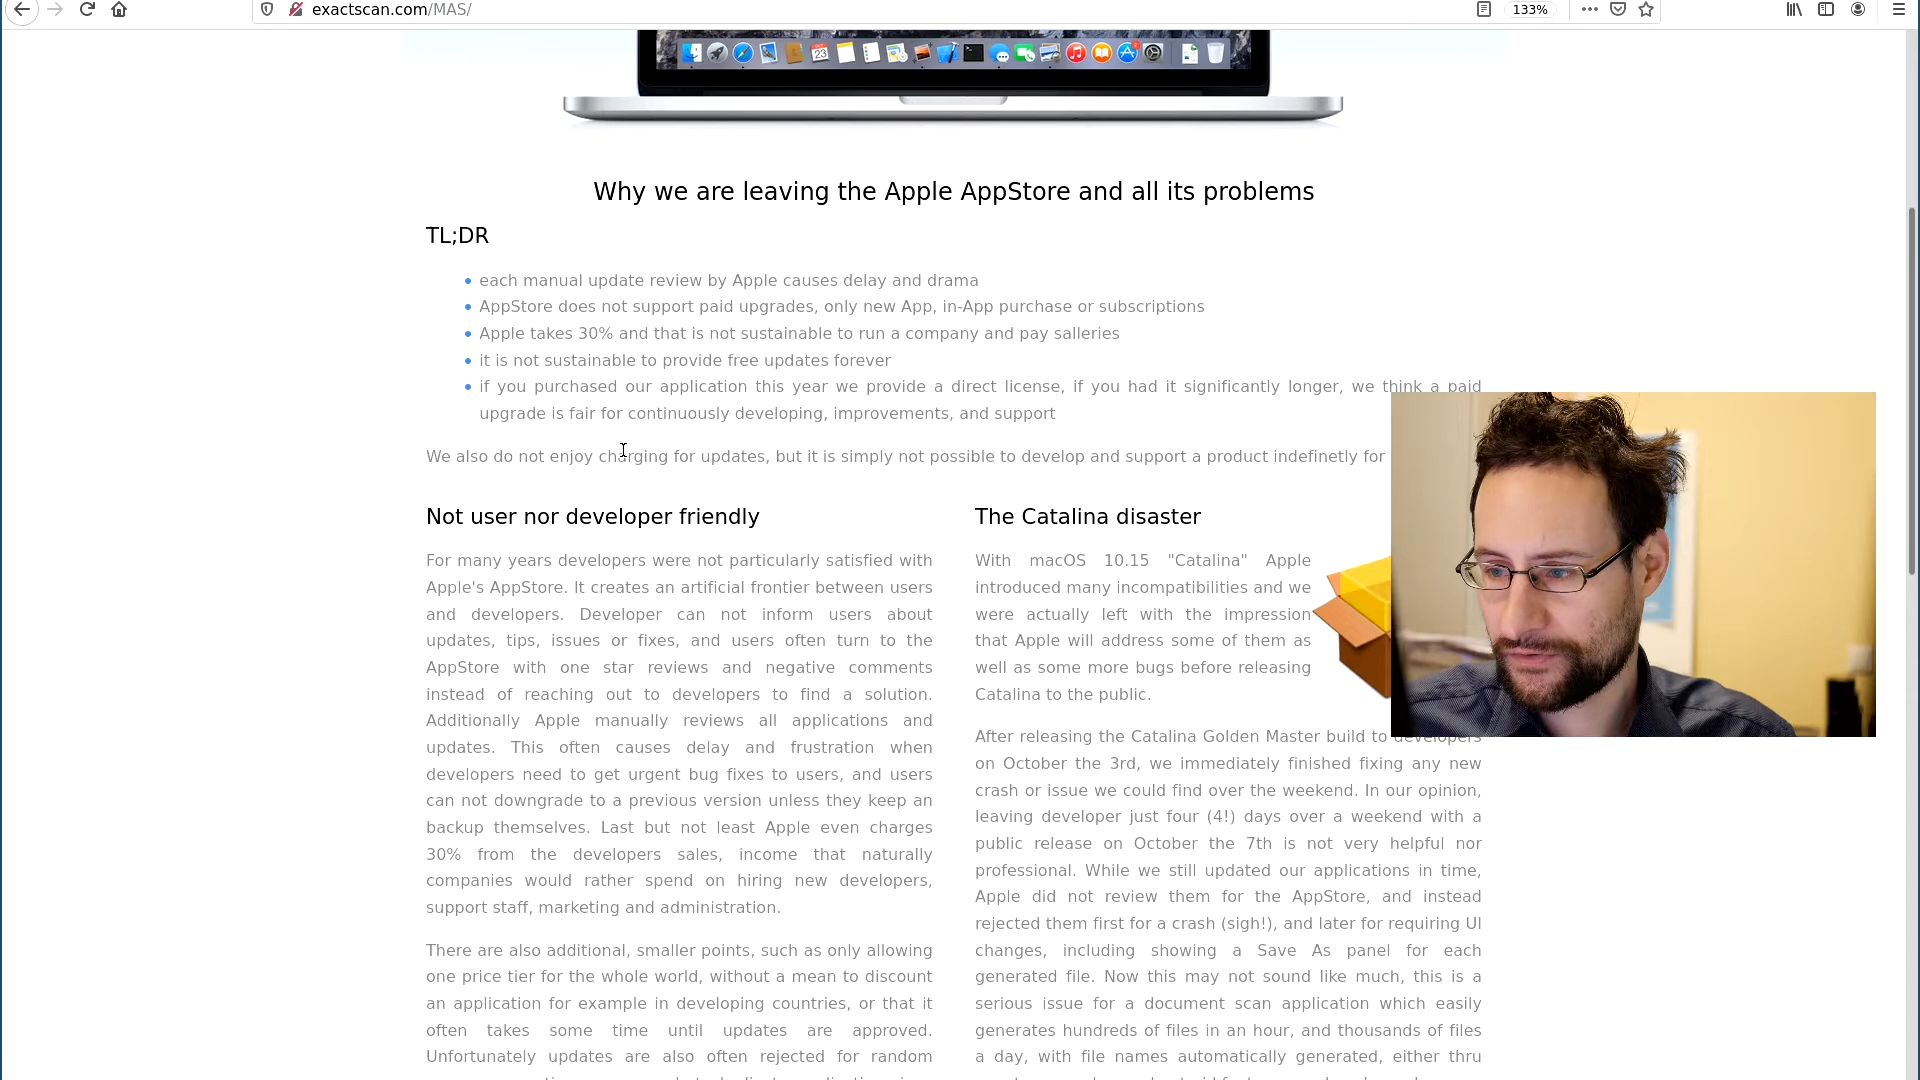 exactscan.com/MAS/
133%
Why we are leaving the Apple AppStore and all its problems
TL;DR
each manual update review by Apple causes delay and drama
AppStore does not support paid upgrades, only new App, in-App purchase or subscriptions
Apple takes 30% and that is not sustainable to run a company and pay salleries
it is not sustainable to provide free updates forever
if you purchased our application this year we provide a direct license, if you had it significantly longer, we think a paid
upgrade is fair for continuously developing, improvements, and support
We also do not enjoy charging for updates, but it is simply not possible to develop and support a product indefinetly for
Not user nor developer friendly
For many years developers were not particularly satisfied with
Apple's AppStore. It creates an artificial frontier between users
and developers. Developer can not inform users about
updates, tips, issues or fixes, and users often turn to the
AppStore with one star reviews and negative comments
instead of reaching out to developers to find a solution.
Additionally Apple manually reviews all applications and
updates. This often causes delay and frustration when
developers need to get urgent bug fixes to users, and users
can not downgrade to a previous version unless they keep an
backup themselves. Last but not least Apple even charges
30% from the developers sales, income that naturally
companies would rather spend on hiring new developers,
support staff, marketing and administration.
There are also additional, smaller points, such as only allowing
one price tier for the whole world, without a mean to discount
an application for example in developing countries, or that it
often takes some time until updates are approved.
Unfortunately updates are also often rejected for random
The Catalina disaster
With macOS 10.15 "Catalina" Apple
introduced many incompatibilities and we
were actually left with the impression
that Apple will address some of them as
well as some more bugs before releasing
Catalina to the public.
After releasing the Catalina Golden Master build to developers
on October the 3rd, we immediately finished fixing any new
crash or issue we could find over the weekend. In our opinion,
leaving developer just four (4!) days over a weekend with a
public release on October the 7th is not very helpful nor
professional. While we still updated our applications in time,
Apple did not review them for the AppStore, and instead
rejected them first for a crash (sigh!), and later for requiring UI
changes, including showing a Save As panel for each
generated file. Now this may not sound like much, this is a
serious issue for a document scan application which easily
generates hundreds of files in an hour, and thousands of files
a day, with file names automatically generated, either thru